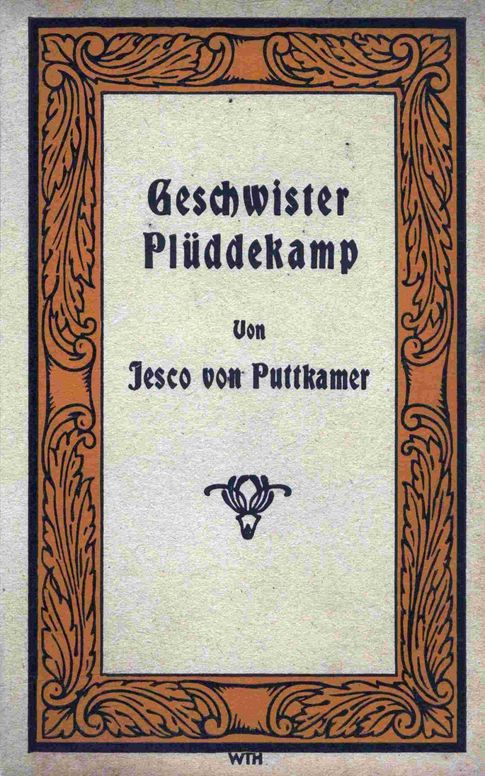 Geschwister
Plüddekamp
Von
Jesco von Puttkamer
WTH